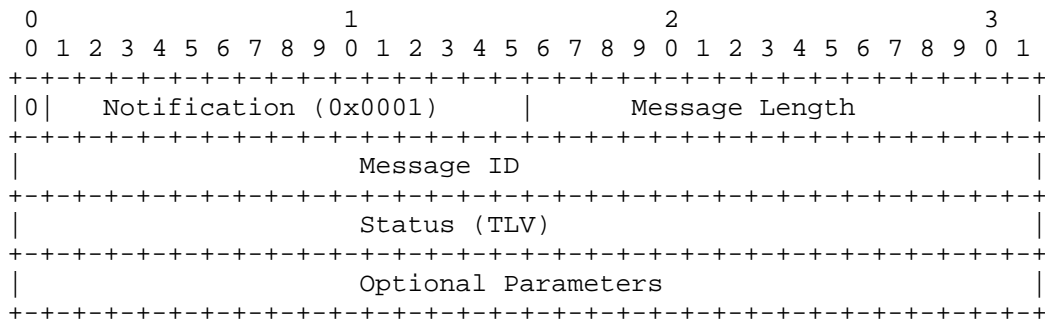 0                   1                   2                   3
 0 1 2 3 4 5 6 7 8 9 0 1 2 3 4 5 6 7 8 9 0 1 2 3 4 5 6 7 8 9 0 1
+-+-+-+-+-+-+-+-+-+-+-+-+-+-+-+-+-+-+-+-+-+-+-+-+-+-+-+-+-+-+-+-+
|0|   Notification (0x0001)     |      Message Length           |
+-+-+-+-+-+-+-+-+-+-+-+-+-+-+-+-+-+-+-+-+-+-+-+-+-+-+-+-+-+-+-+-+
|                     Message ID                                |
+-+-+-+-+-+-+-+-+-+-+-+-+-+-+-+-+-+-+-+-+-+-+-+-+-+-+-+-+-+-+-+-+
|                     Status (TLV)                              |
+-+-+-+-+-+-+-+-+-+-+-+-+-+-+-+-+-+-+-+-+-+-+-+-+-+-+-+-+-+-+-+-+
|                     Optional Parameters                       |
+-+-+-+-+-+-+-+-+-+-+-+-+-+-+-+-+-+-+-+-+-+-+-+-+-+-+-+-+-+-+-+-+